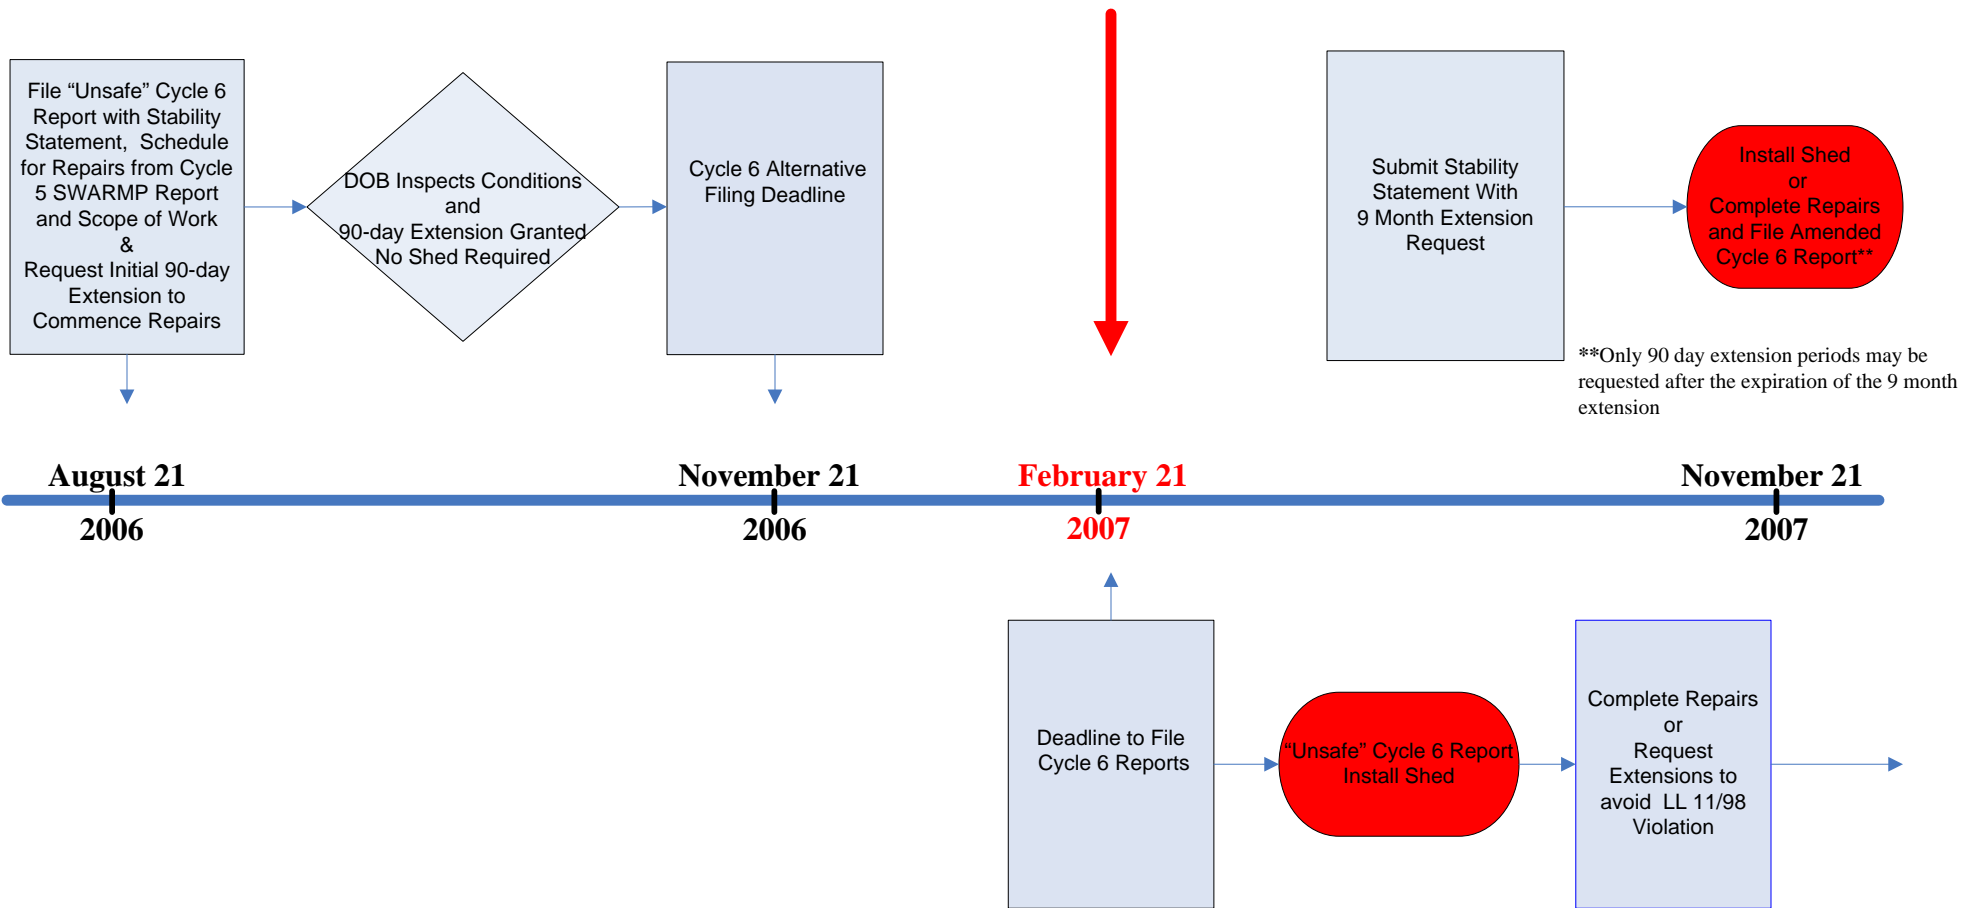 File “Unsafe” Cycle 6
Report with Stability
Statement,  Schedule
for Repairs from Cycle
5 SWARMP Report
and Scope of Work
&
Request Initial 90-day
Extension to
Commence Repairs
DOB Inspects Conditions
and
90-day Extension Granted
No Shed Required
Cycle 6 Alternative
Filing Deadline
Submit Stability
Statement With
9 Month Extension
Request
Install Shed
or
Complete Repairs
and File Amended
Cycle 6 Report**
**Only 90 day extension periods may be
requested after the expiration of the 9 month
extension
August 21
2006
November 21
2006
February 21
2007
November 21
2007
Deadline to File
Cycle 6 Reports
“Unsafe” Cycle 6 Report
Install Shed
Complete Repairs
or
Request
Extensions to
avoid  LL 11/98
Violation